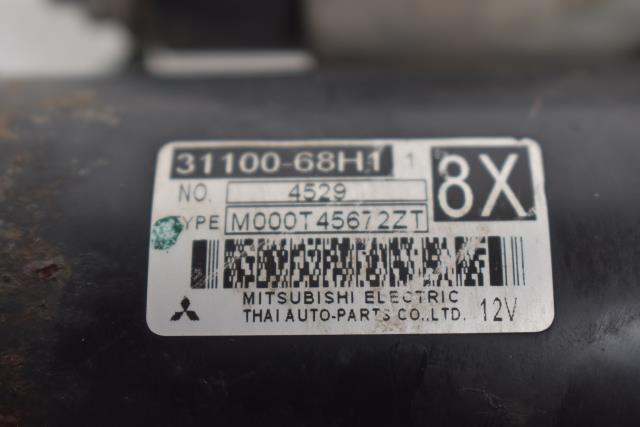 31100-68H1 1
8X
NO. 4529
TYPE M000T45672ZT
MITSUBISHI ELECTRIC
THAI AUTO-PARTS CO.,LTD. 12V